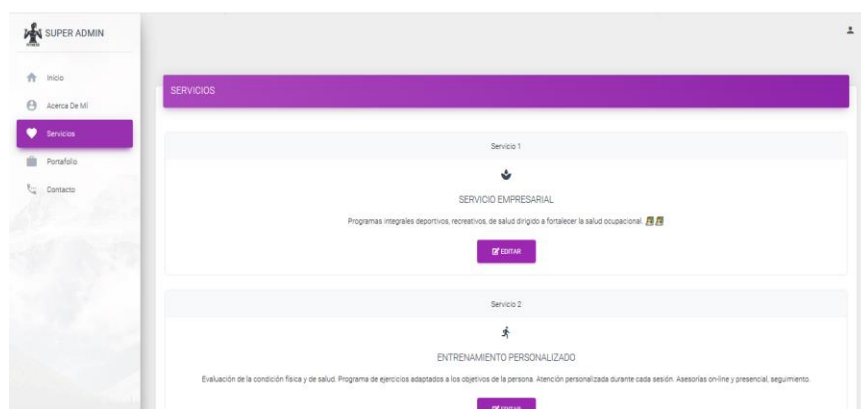 SUPER ADMIN
Inicio
Acerca De Mí
Servicios
Portafolio
Contacto
SERVICIOS
Servicio 1
SERVICIO EMPRESARIAL
Programas integrales deportivos, recreativos, de salud dirigido a fortalecer la salud ocupacional.
EDITAR
Servicio 2
ENTRENAMIENTO PERSONALIZADO
Evaluación de la condición física y de salud. Programa de ejercicios adaptados a los objetivos de la persona. Atención personalizada durante cada sesión. Asesorías on-line y presencial, seguimiento.
EDITAR